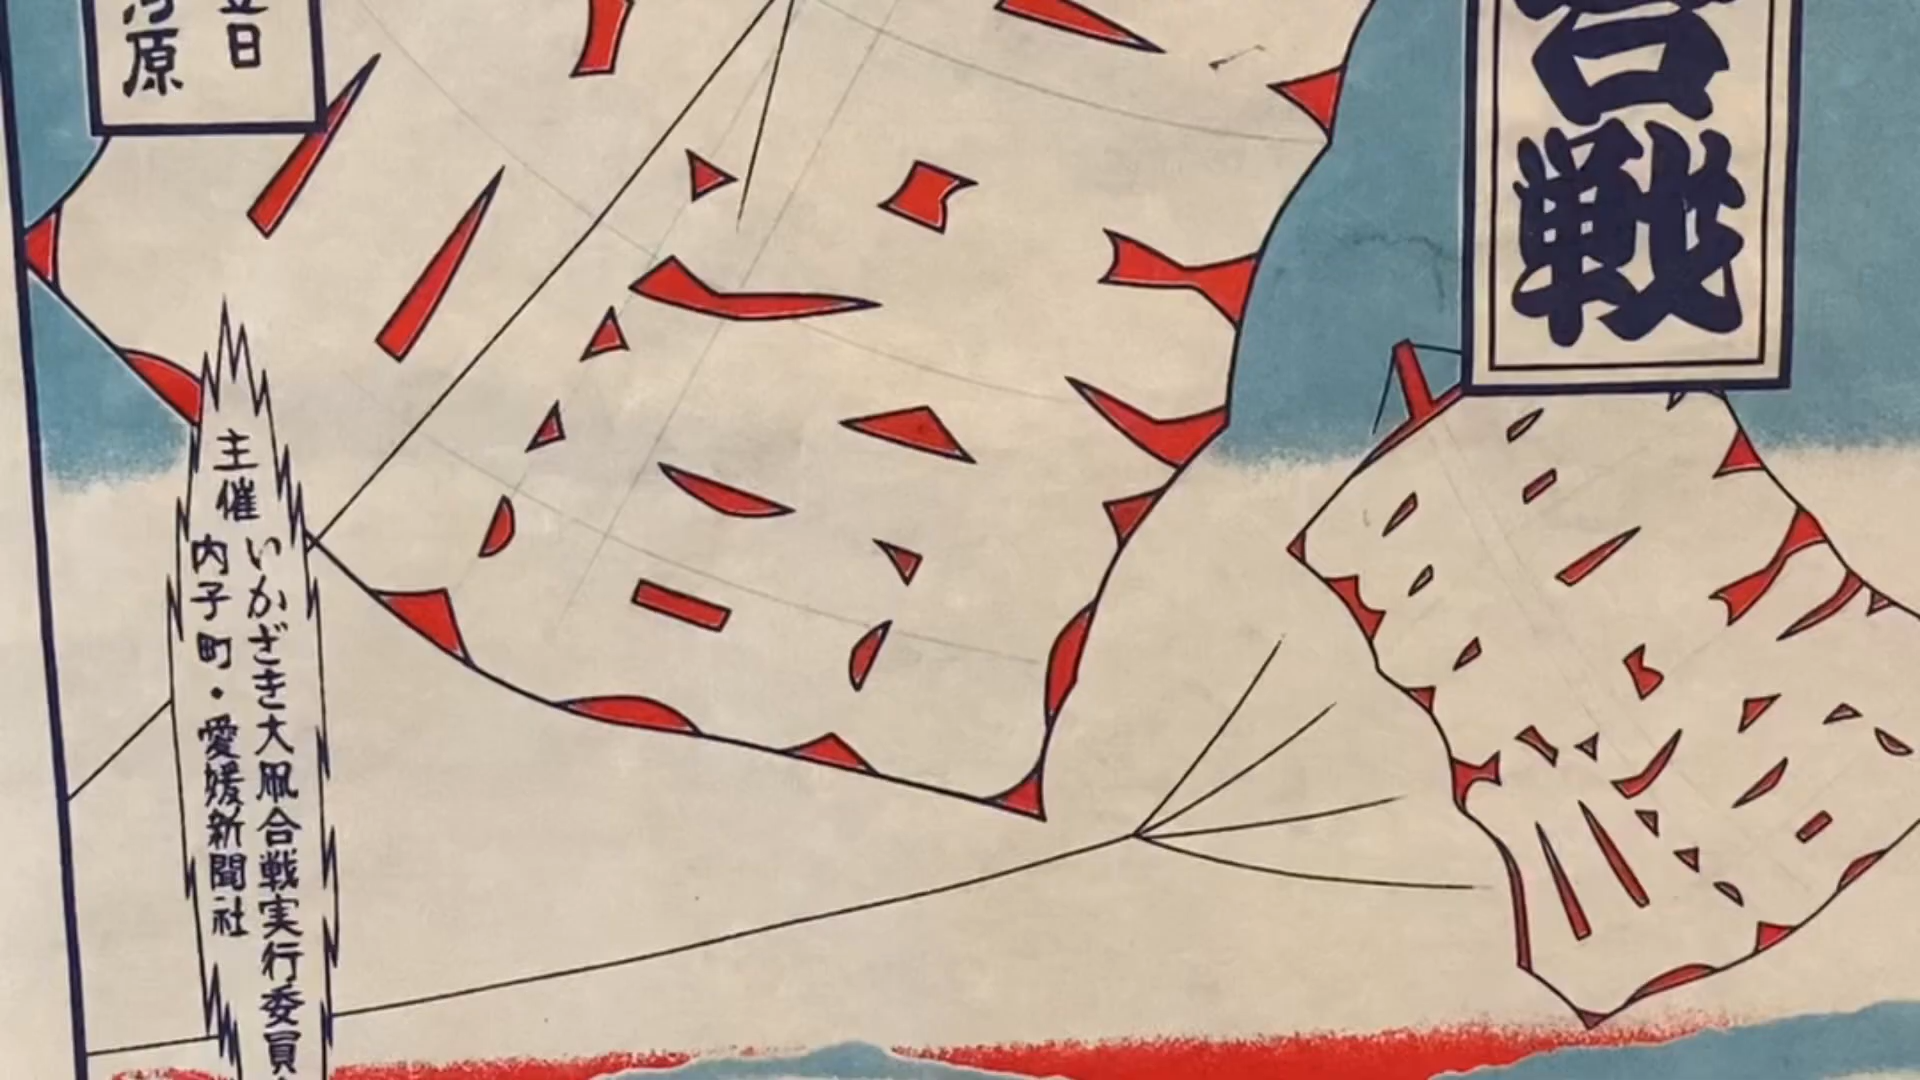 合戦
日
原
主催
いかざき大凧合戦実行委員
内子町・愛媛新聞社